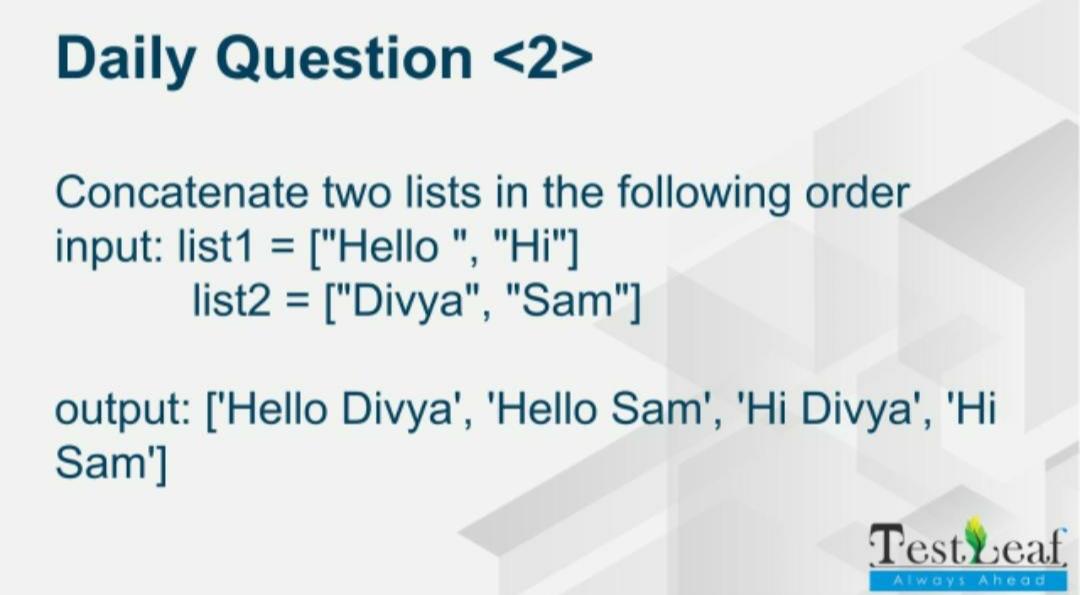 Daily Question <2>
Concatenate two lists in the following order
input: list1 = ["Hello ", "Hi"]
list2 = ["Divya", "Sam"]
output: ['Hello Divya', 'Hello Sam', 'Hi Divya', 'Hi
Sam']
TestLeaf
Always Ahead